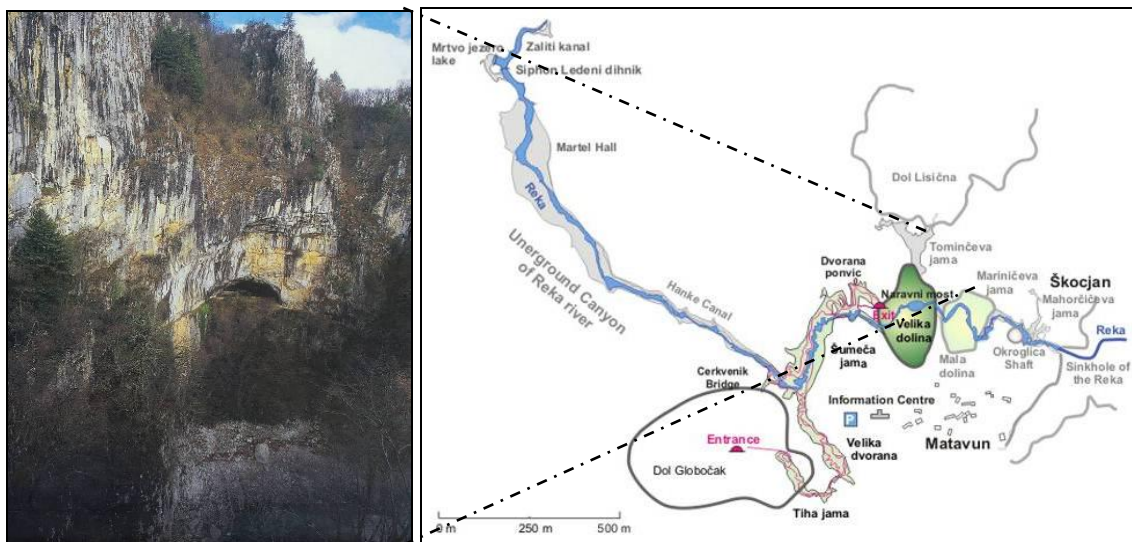 Zaliti kanal
Mrtvo jezero
lake
Siphon Ledeni dihnik
Martel Hall
Reka
Unerground Canyon
of Reka river
Hanke Canal
Dol Lisična
Tominčeva
jama
Dvorana
ponvic
Naravni most
Mariničeva
jama
Škocjan
Mahorčičeva
jama
Exit
Velika
dolina
Reka
Šumeča
jama
Mala
dolina
Okroglica
Shaft
Sinkhole of
the Reka
Cerkvenik
Bridge
Information Centre
P
Matavun
Entrance
Velika
dvorana
Dol Globočak
Tiha jama
0 m 250 m 500 m